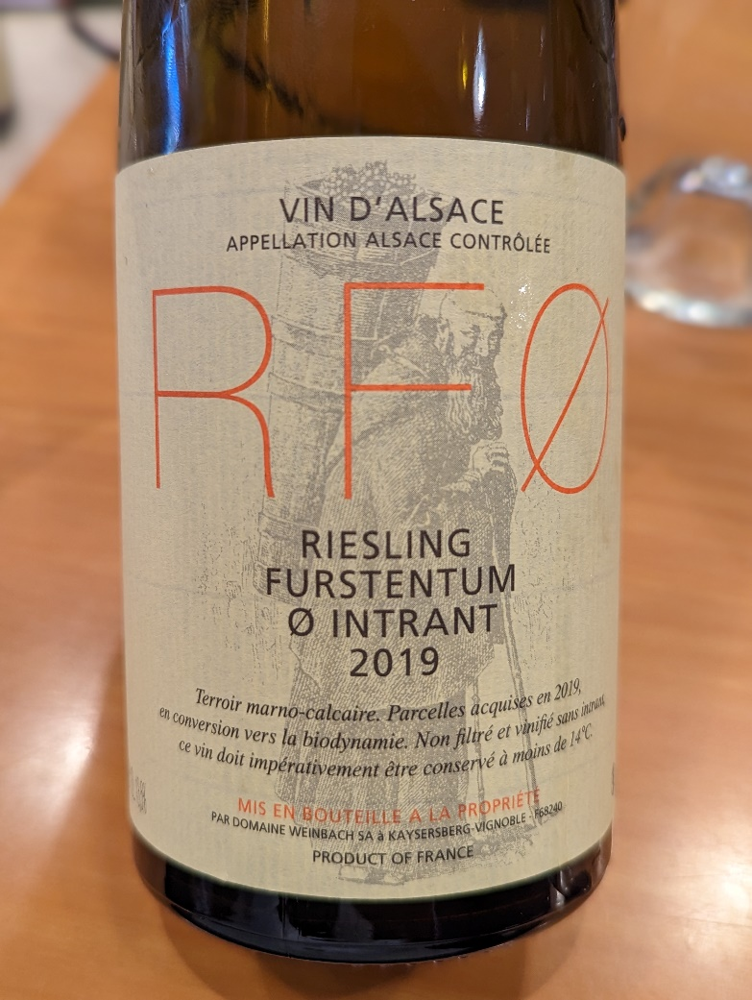 VIN D'ALSACE
APPELLATION ALSACE CONTRÔLÉE
RFØ
RIESLING
FURSTENTUM
Ø INTRANT
2019
Terroir marno-calcaire. Parcelles acquises en 2019,
en conversion vers la biodynamie. Non filtré et vinifié sans intrant,
ce vin doit impérativement être conservé à moins de 14°C.
MIS EN BOUTEILLE A LA PROPRIÉTÉ
PAR DOMAINE WEINBACH SA à KAYSERSBERG-VIGNOBLE - F68240
PRODUCT OF FRANCE